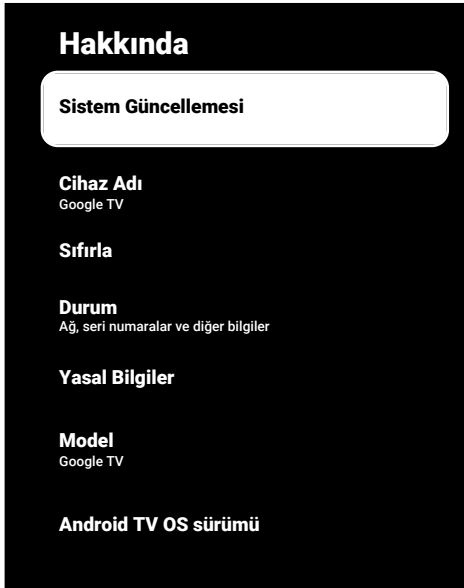 Hakkında
Sistem Güncellemesi
Cihaz Adı
Google TV
Sıfırla
Durum
Ağ, seri numaralar ve diğer bilgiler
Yasal Bilgiler
Model
Google TV
Android TV OS sürümü